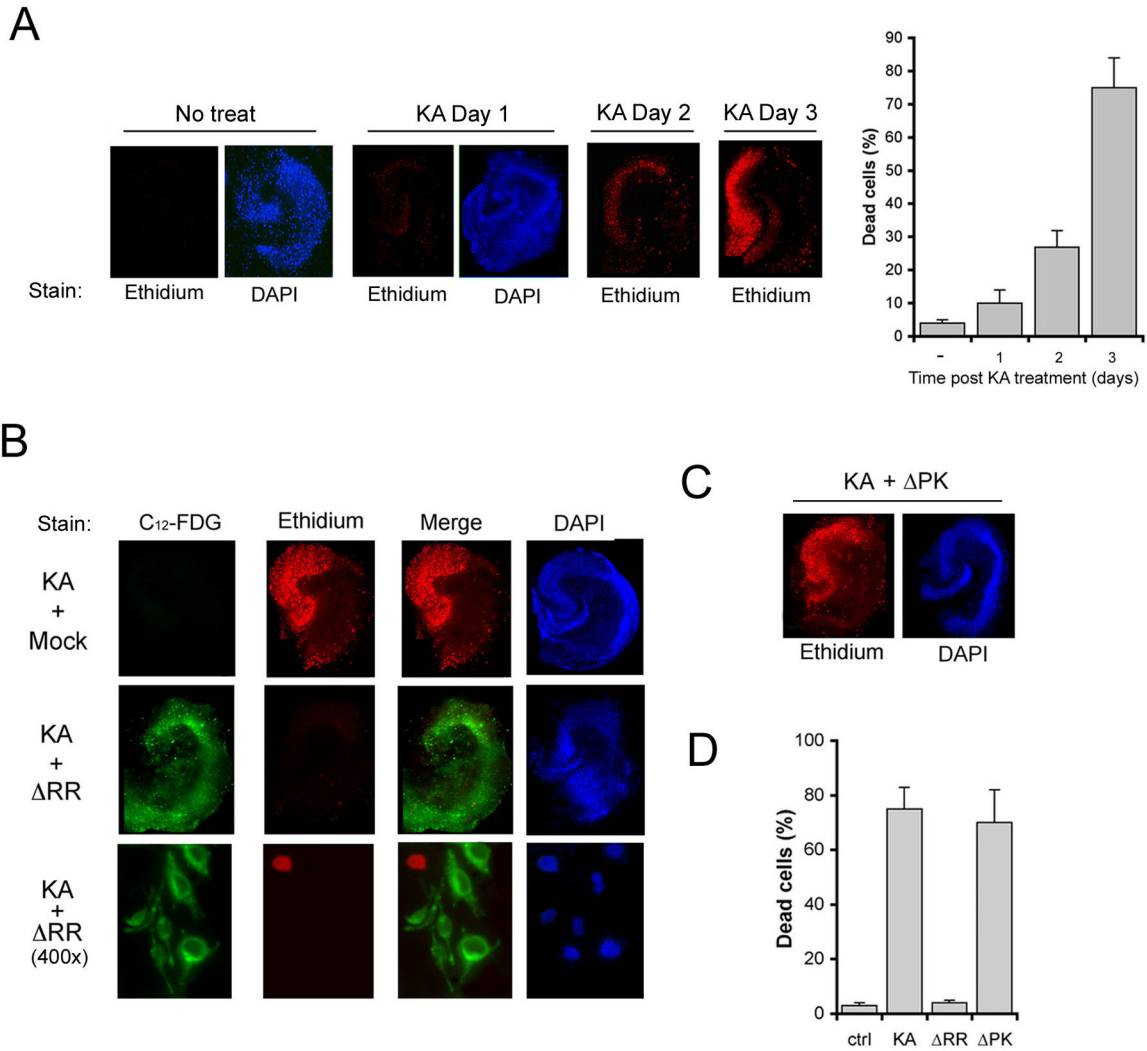 A
No treat
KA Day 1
KA Day 2
KA Day 3
Stain:
Ethidium
DAPI
Ethidium
DAPI
Ethidium
Ethidium
90
80
70
60
50
40
30
20
10
0
Dead cells (%)
-
1
2
3
Time post KA treatment (days)
B
Stain:
C12-FDG
Ethidium
Merge
DAPI
KA
+
Mock
KA
+
ΔRR
KA
+
ΔRR
(400x)
C
KA + ΔPK
Ethidium
DAPI
D
100
80
60
40
20
0
Dead cells (%)
ctrl
KA
ΔRR
ΔPK